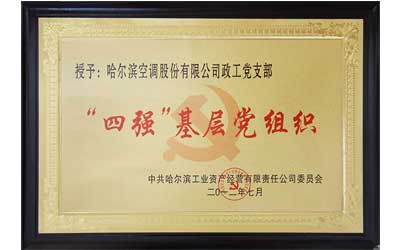 授予：哈尔滨空调股份有限公司政工党支部
“四强”基层党组织
中共哈尔滨工业资产经营有限责任公司委员会
二〇一二年七月